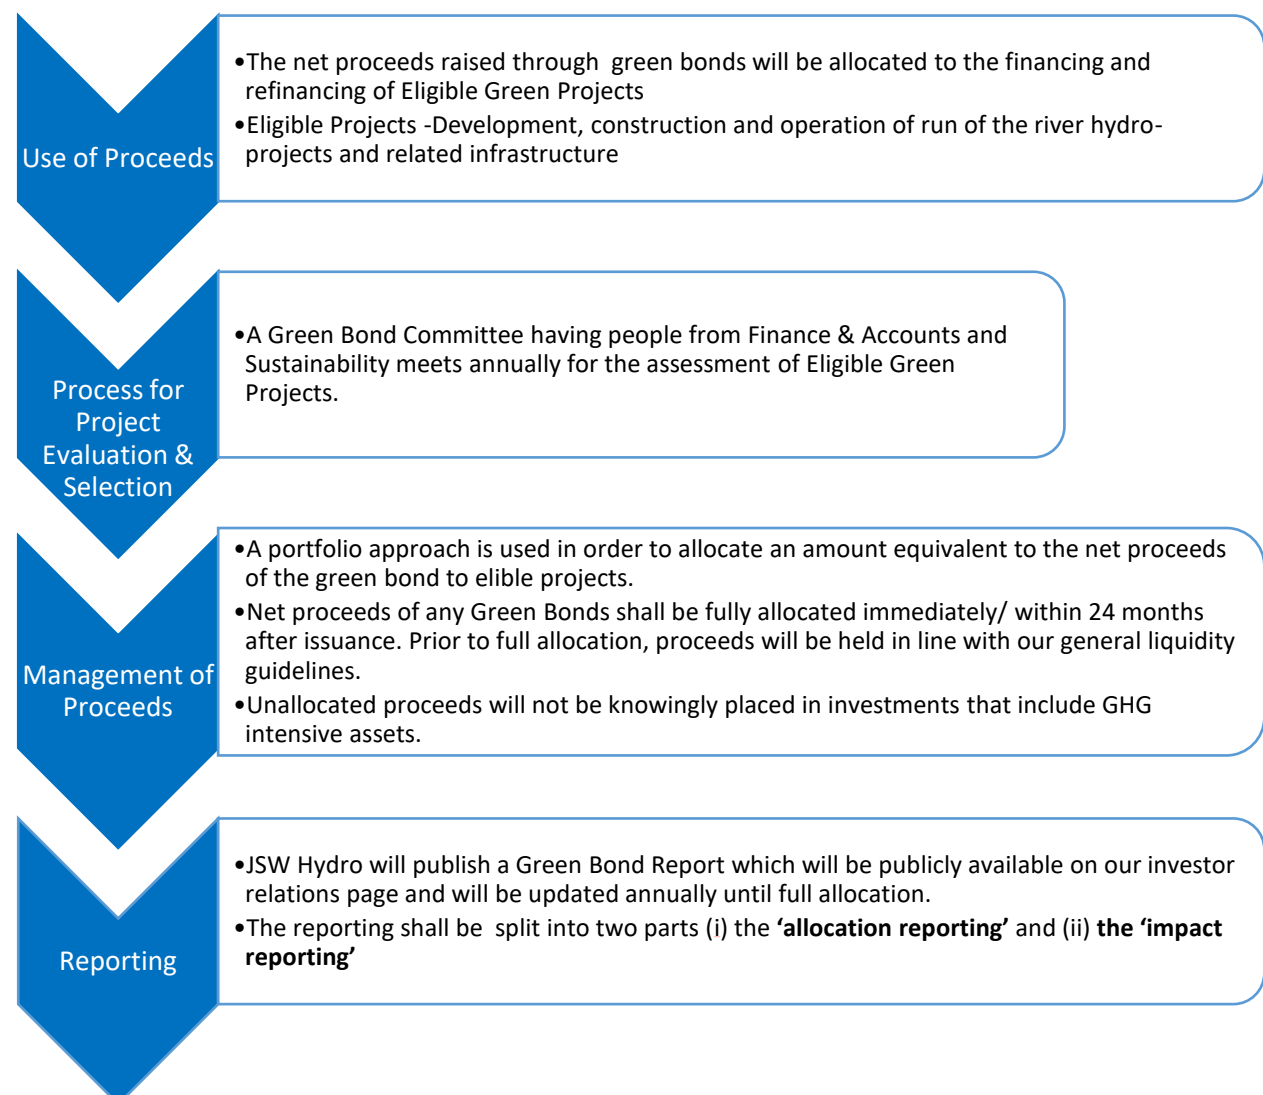 Use of Proceeds
•The net proceeds raised through  green bonds will be allocated to the financing and
refinancing of Eligible Green Projects
•Eligible Projects -Development, construction and operation of run of the river hydro-
projects and related infrastructure
Process for
Project
Evaluation &
Selection
•A Green Bond Committee having people from Finance & Accounts and
Sustainability meets annually for the assessment of Eligible Green
Projects.
Management of
Proceeds
•A portfolio approach is used in order to allocate an amount equivalent to the net proceeds
of the green bond to elible projects.
•Net proceeds of any Green Bonds shall be fully allocated immediately/ within 24 months
after issuance. Prior to full allocation, proceeds will be held in line with our general liquidity
guidelines.
•Unallocated proceeds will not be knowingly placed in investments that include GHG
intensive assets.
Reporting
•JSW Hydro will publish a Green Bond Report which will be publicly available on our investor
relations page and will be updated annually until full allocation.
•The reporting shall be  split into two parts (i) the ‘allocation reporting’ and (ii) the ‘impact
reporting’